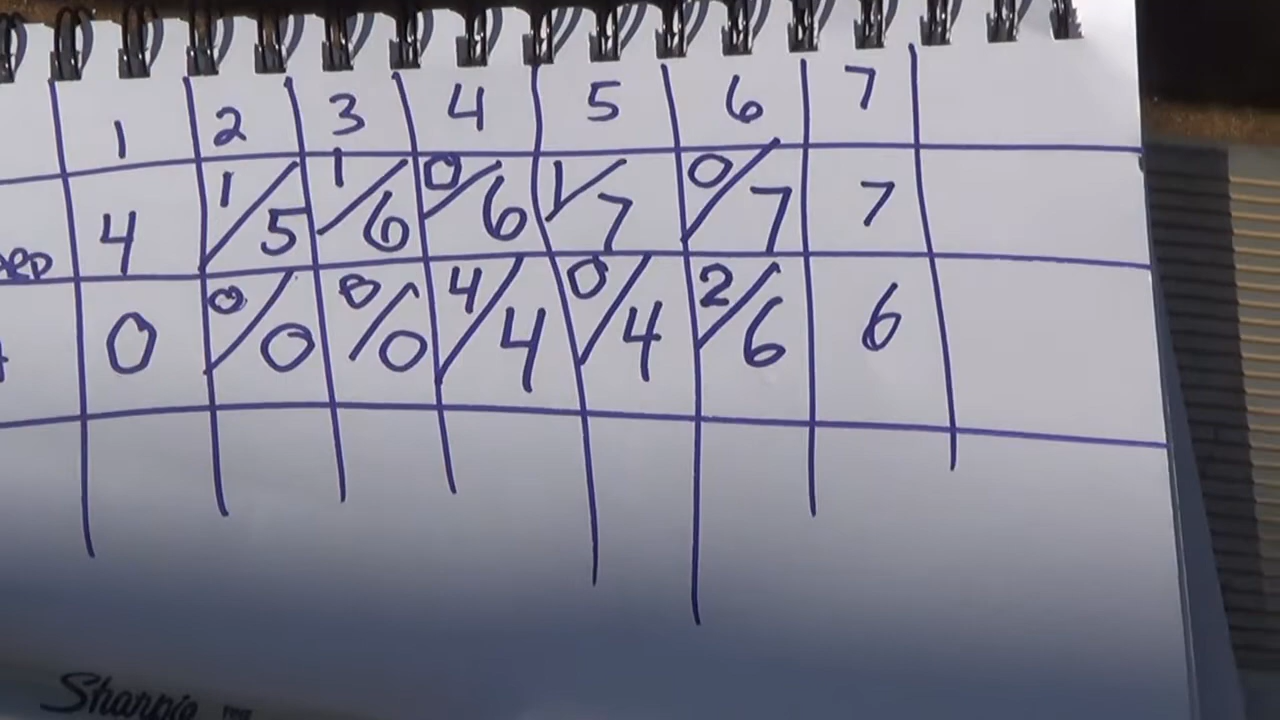 1 2 3 4 5 6 7
4 1/5 1/6 0/6 1/7 0/7 7
0 0/0 0/0 4/4 0/4 2/6 6
Sharpie